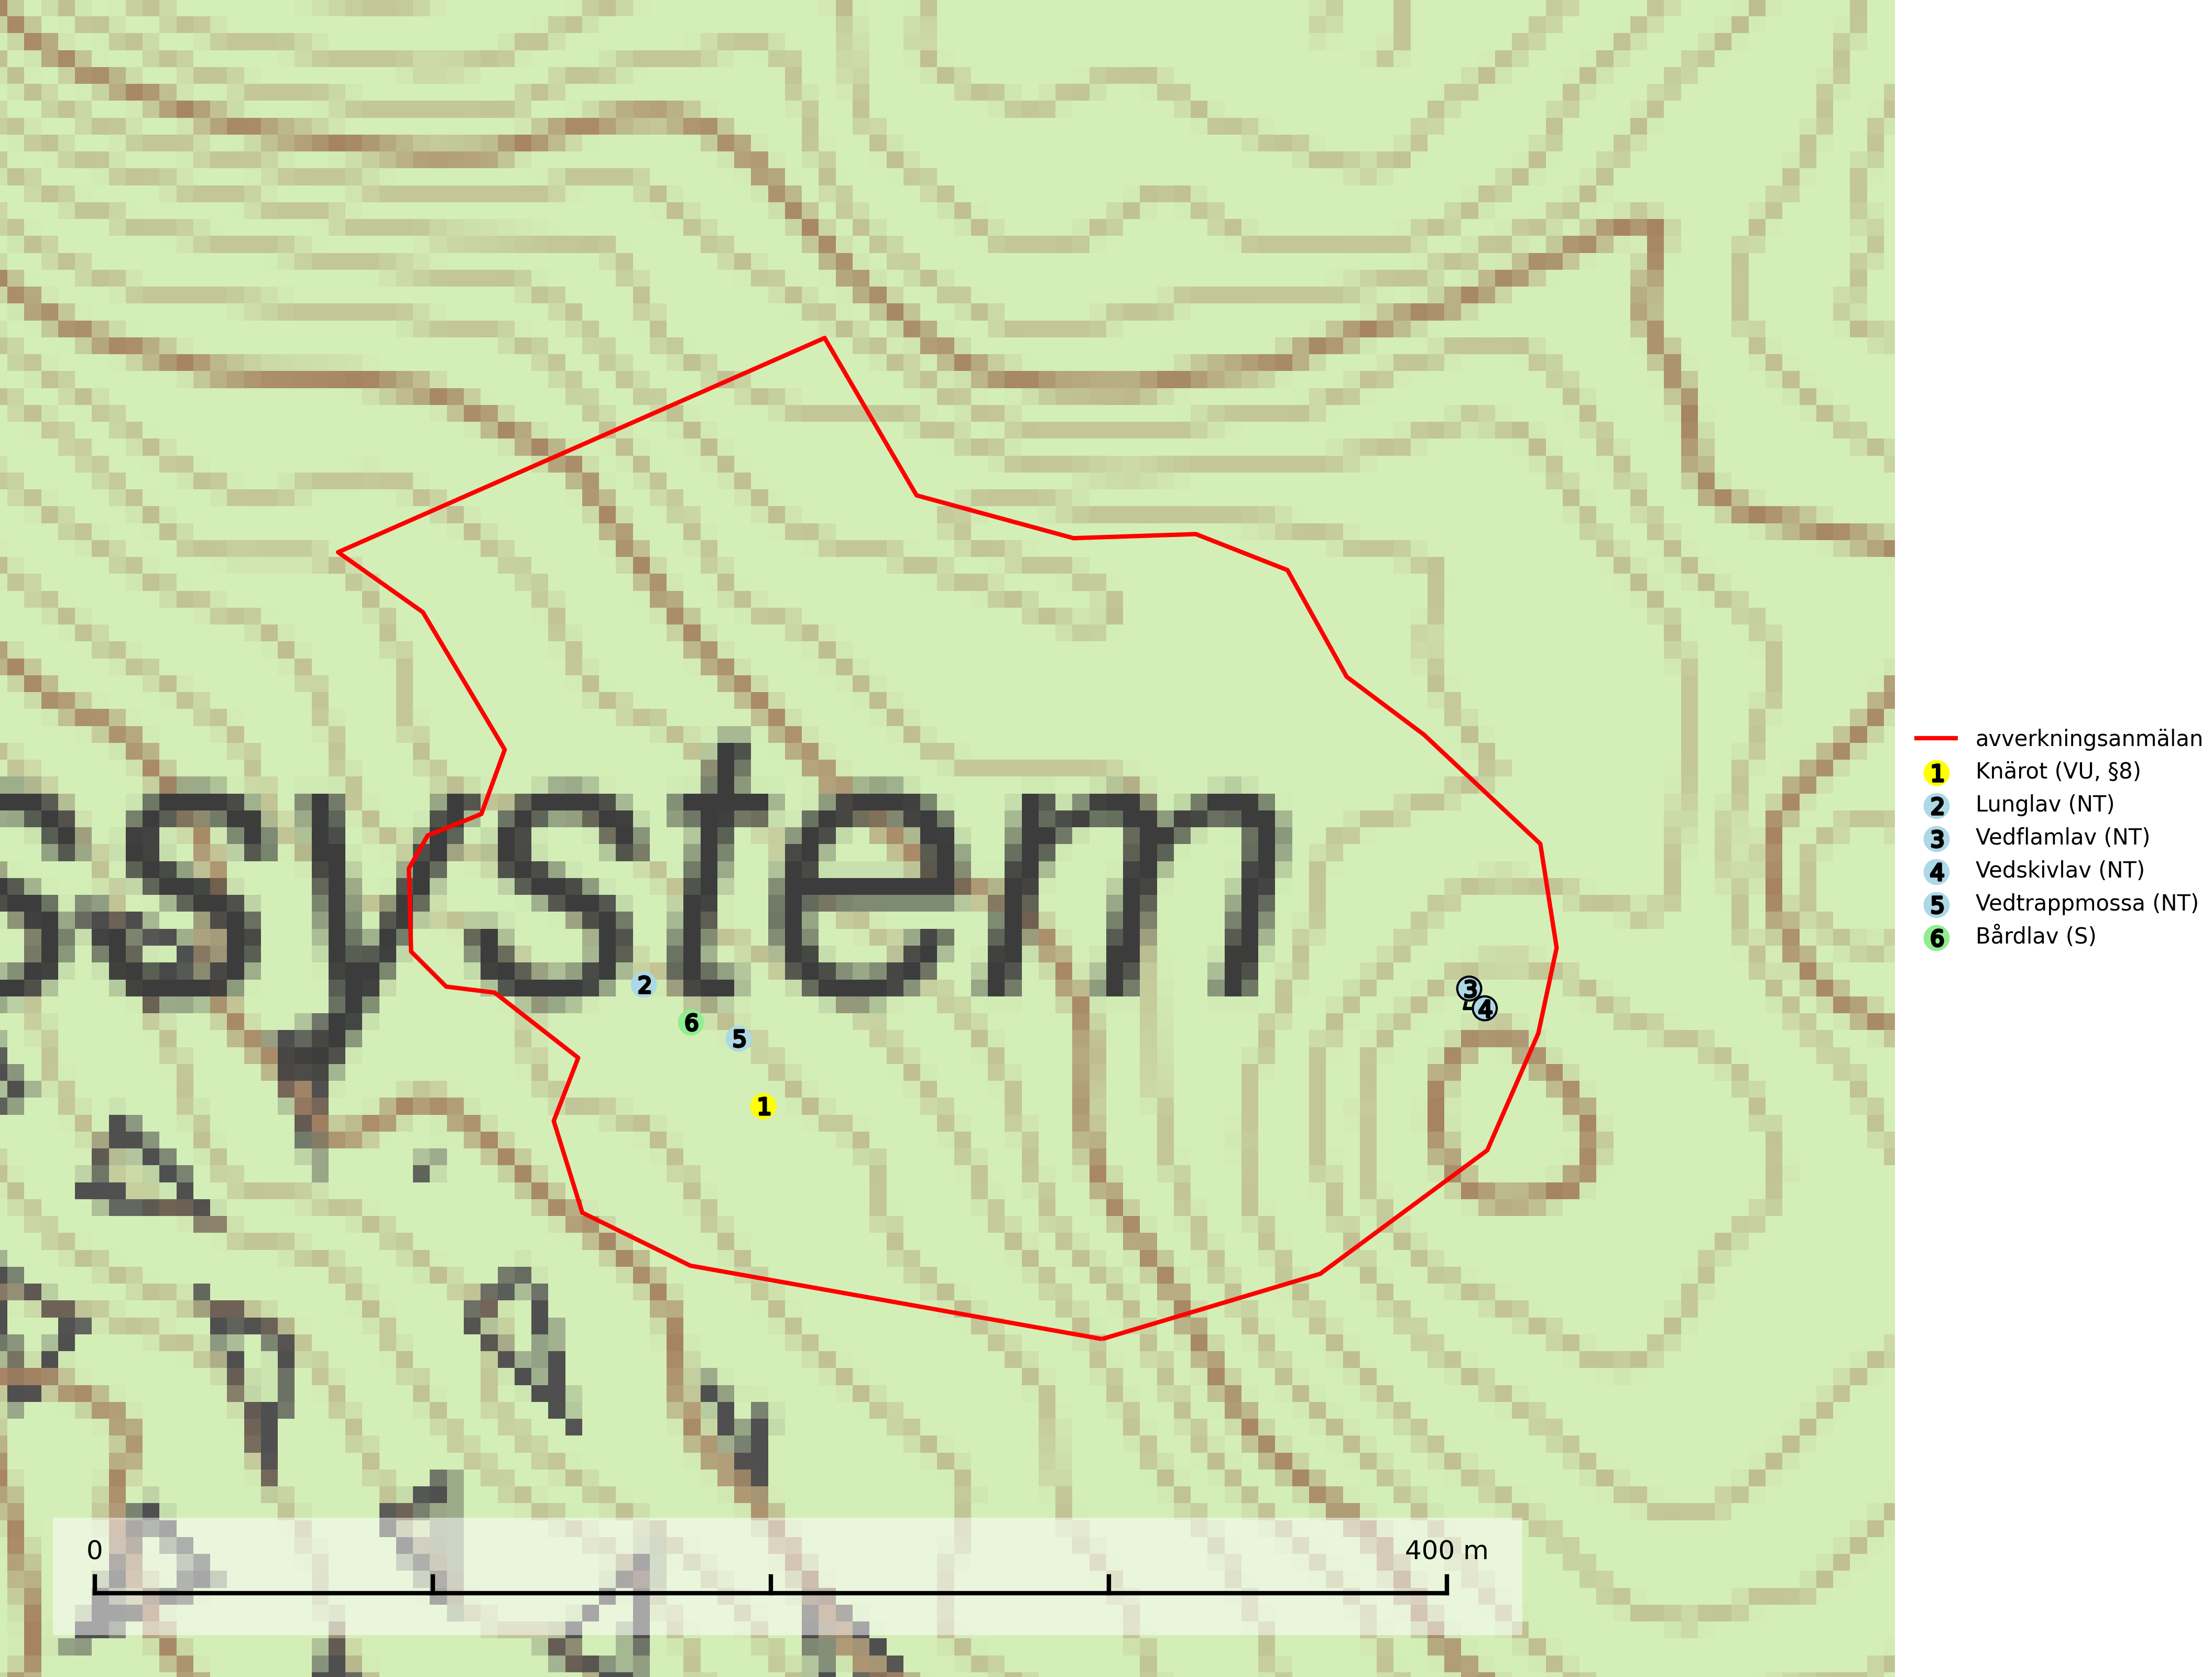 system
1
2
3
4
5
6
0
400 m
avverkningsanmälan
1 Knärot (VU, §8)
2 Lunglav (NT)
3 Vedflamlav (NT)
4 Vedskivlav (NT)
5 Vedtrappmossa (NT)
6 Bårdlav (S)